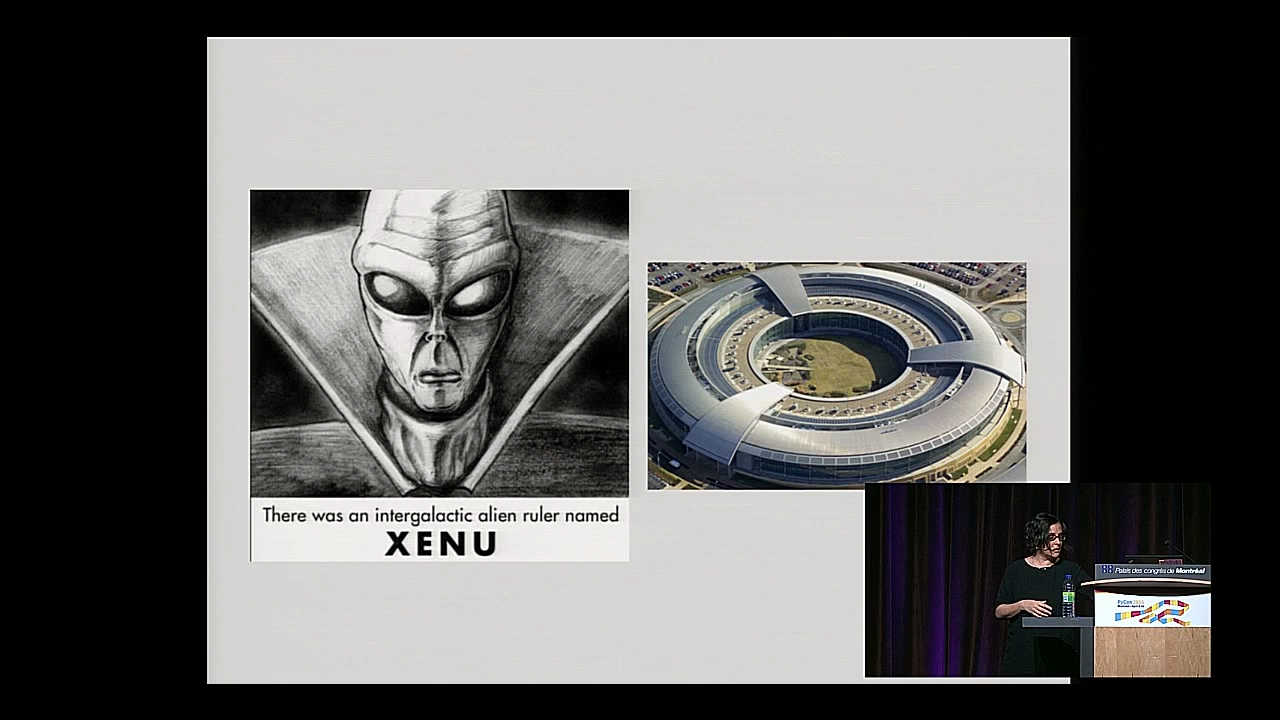 There was an intergalactic alien ruler named
XENU
Palais des congrès de Montréal
PyCon 2015